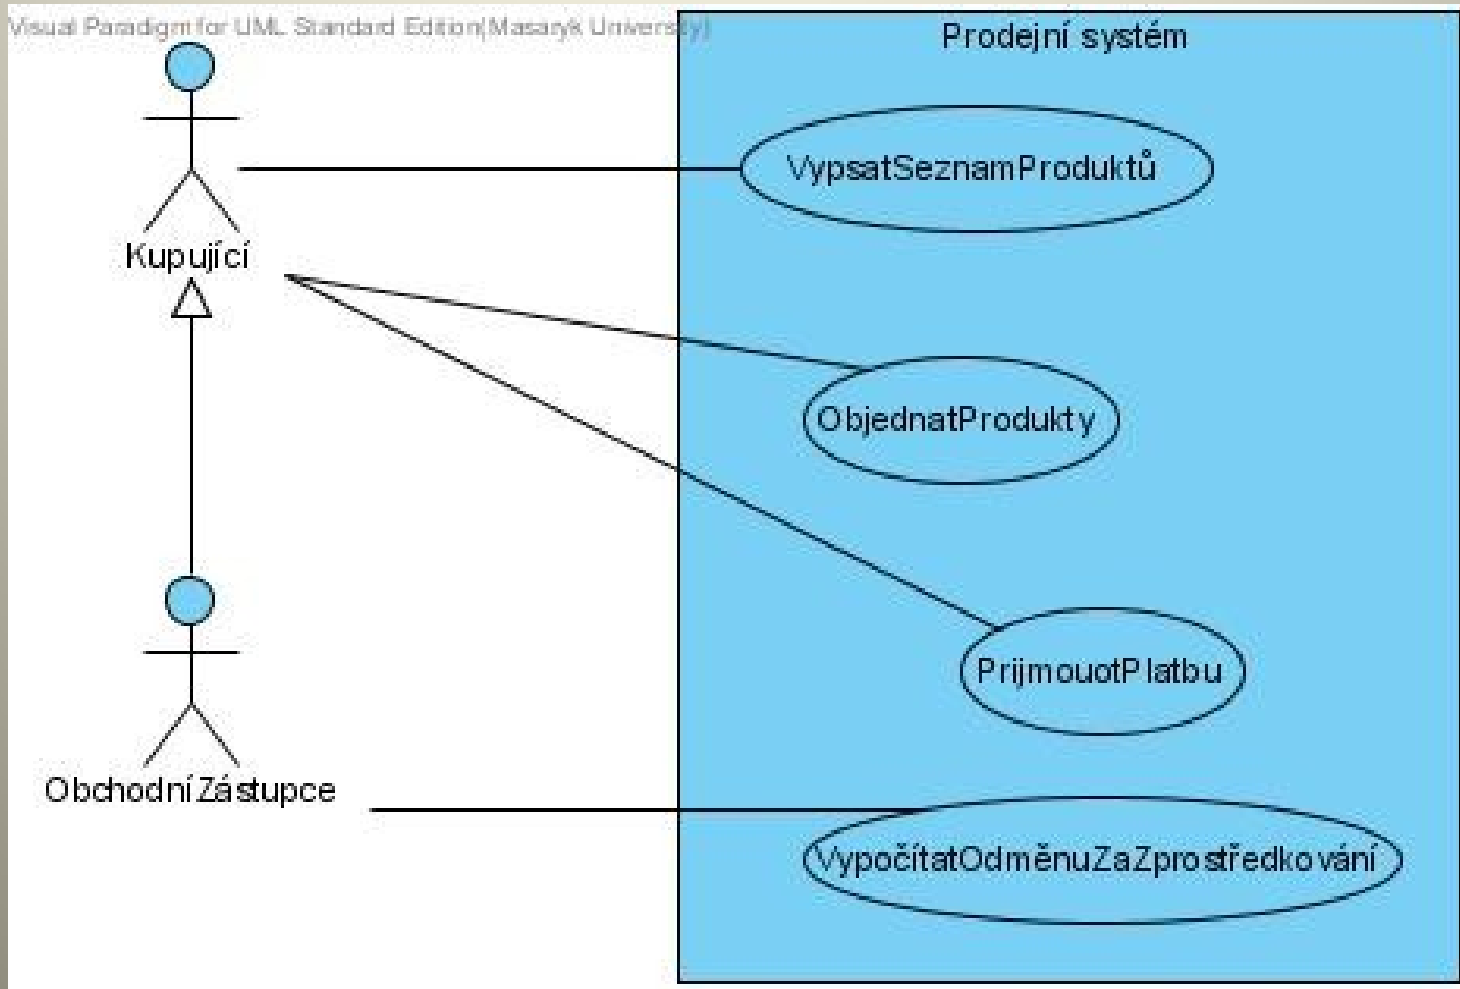 Visual Paradigm for UML Standard Edition(Masaryk University)
Prodejní systém
VypsatSeznamProduktů
Kupující
ObjednatProdukty
PrijmouotPlatbu
ObchodníZástupce
VypočítatOdměnuZaZprostředkování